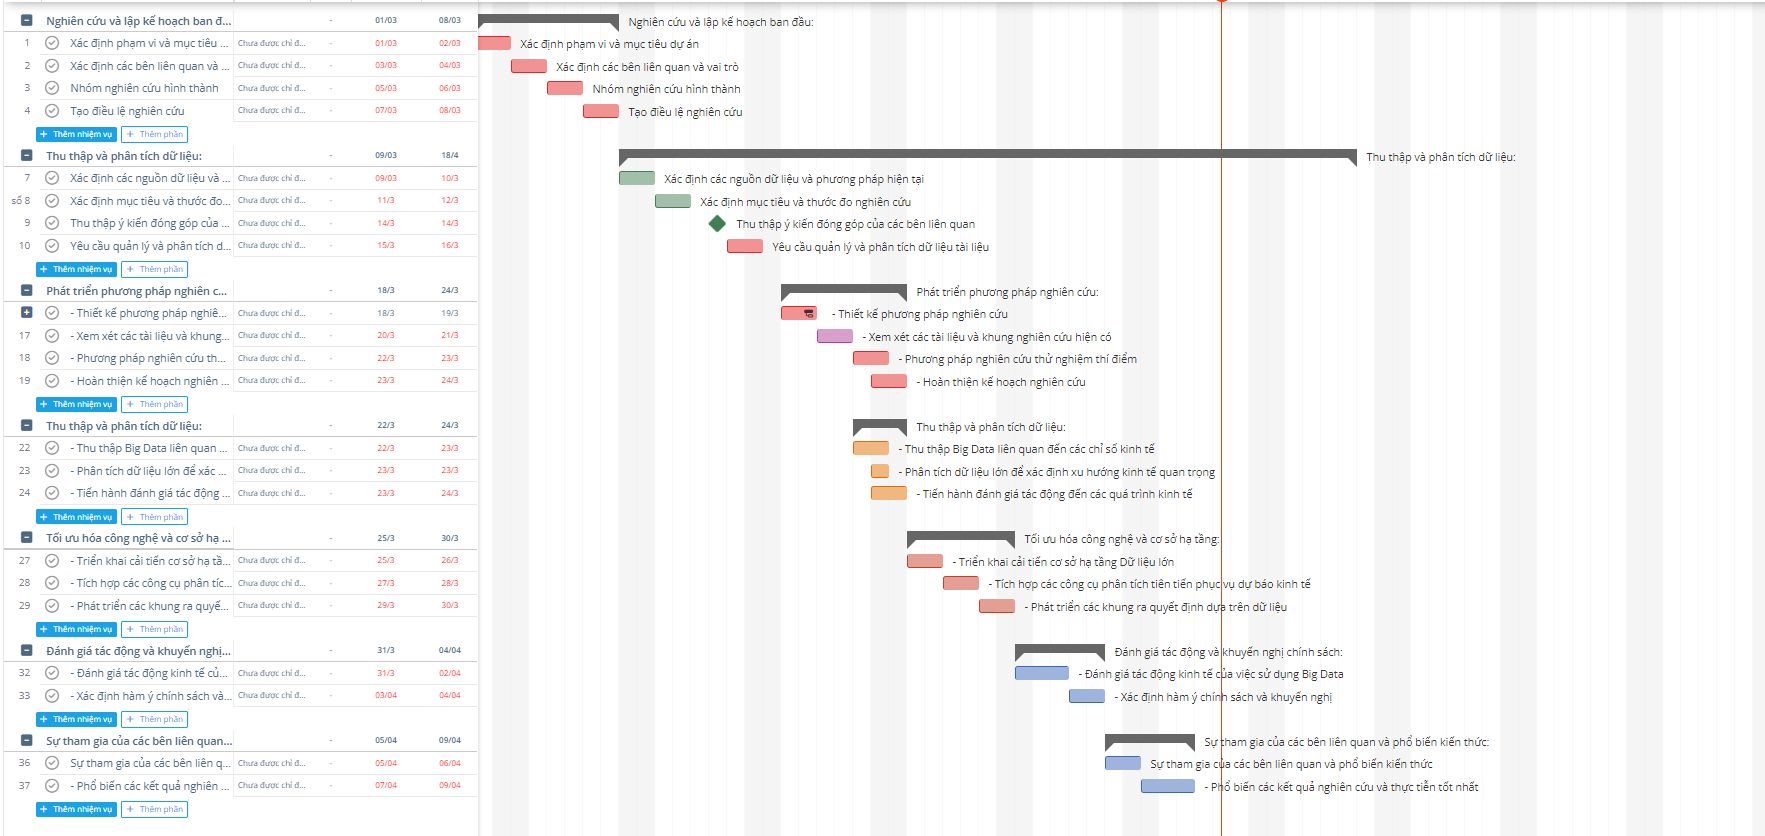 Nghiên cứu và lập kế hoạch ban đ... - 01/03 08/03 Nghiên cứu và lập kế hoạch ban đầu:
1 Xác định phạm vi và mục tiêu ... Chưa được chỉ đ... - 01/03 02/03 Xác định phạm vi và mục tiêu dự án
2 Xác định các bên liên quan và ... Chưa được chỉ đ... - 03/03 04/03 Xác định các bên liên quan và vai trò
3 Nhóm nghiên cứu hình thành Chưa được chỉ đ... - 05/03 06/03 Nhóm nghiên cứu hình thành
4 Tạo điều lệ nghiên cứu Chưa được chỉ đ... - 07/03 08/03 Tạo điều lệ nghiên cứu
+ Thêm nhiệm vụ + Thêm phần
Thu thập và phân tích dữ liệu: - 09/03 18/4 Thu thập và phân tích dữ liệu:
7 Xác định các nguồn dữ liệu và ... Chưa được chỉ đ... - 09/03 10/3 Xác định các nguồn dữ liệu và phương pháp hiện tại
số 8 Xác định mục tiêu và thước đo... Chưa được chỉ đ... - 11/3 12/3 Xác định mục tiêu và thước đo nghiên cứu
9 Thu thập ý kiến đóng góp của ... Chưa được chỉ đ... - 14/3 14/3 Thu thập ý kiến đóng góp của các bên liên quan
10 Yêu cầu quản lý và phân tích d... Chưa được chỉ đ... - 15/3 16/3 Yêu cầu quản lý và phân tích dữ liệu tài liệu
+ Thêm nhiệm vụ + Thêm phần
Phát triển phương pháp nghiên c... - 18/3 24/3 Phát triển phương pháp nghiên cứu:
- Thiết kế phương pháp nghiê... Chưa được chỉ đ... - 18/3 19/3 - Thiết kế phương pháp nghiên cứu
17 - Xem xét các tài liệu và khung... Chưa được chỉ đ... - 20/3 21/3 - Xem xét các tài liệu và khung nghiên cứu hiện có
18 - Phương pháp nghiên cứu th... Chưa được chỉ đ... - 22/3 23/3 - Phương pháp nghiên cứu thử nghiệm thí điểm
19 - Hoàn thiện kế hoạch nghiên ... Chưa được chỉ đ... - 23/3 24/3 - Hoàn thiện kế hoạch nghiên cứu
+ Thêm nhiệm vụ + Thêm phần
Thu thập và phân tích dữ liệu: - 22/3 24/3 Thu thập và phân tích dữ liệu:
22 - Thu thập Big Data liên quan ... Chưa được chỉ đ... - 22/3 23/3 - Thu thập Big Data liên quan đến các chỉ số kinh tế
23 - Phân tích dữ liệu lớn để xác ... Chưa được chỉ đ... - 23/3 23/3 - Phân tích dữ liệu lớn để xác định xu hướng kinh tế quan trọng
24 - Tiến hành đánh giá tác động ... Chưa được chỉ đ... - 23/3 24/3 - Tiến hành đánh giá tác động đến các quá trình kinh tế
+ Thêm nhiệm vụ + Thêm phần
Tối ưu hóa công nghệ và cơ sở hạ ... - 25/3 30/3 Tối ưu hóa công nghệ và cơ sở hạ tầng:
27 - Triển khai cải tiến cơ sở hạ tầ... Chưa được chỉ đ... - 25/3 26/3 - Triển khai cải tiến cơ sở hạ tầng Dữ liệu lớn
28 - Tích hợp các công cụ phân tíc... Chưa được chỉ đ... - 27/3 28/3 - Tích hợp các công cụ phân tích tiên tiến phục vụ dự báo kinh tế
29 - Phát triển các khung ra quyế... Chưa được chỉ đ... - 29/3 30/3 - Phát triển các khung ra quyết định dựa trên dữ liệu
+ Thêm nhiệm vụ + Thêm phần
Đánh giá tác động và khuyến nghị... - 31/3 04/04 Đánh giá tác động và khuyến nghị chính sách:
32 - Đánh giá tác động kinh tế củ... Chưa được chỉ đ... - 31/3 02/04 - Đánh giá tác động kinh tế của việc sử dụng Big Data
33 - Xác định hàm ý chính sách và... Chưa được chỉ đ... - 03/04 04/04 - Xác định hàm ý chính sách và khuyến nghị
+ Thêm nhiệm vụ + Thêm phần
Sự tham gia của các bên liên quan... - 05/04 09/04 Sự tham gia của các bên liên quan và phổ biến kiến thức:
36 Sự tham gia của các bên liên q... Chưa được chỉ đ... - 05/04 06/04 Sự tham gia của các bên liên quan và phổ biến kiến thức
37 - Phổ biến các kết quả nghiên ... Chưa được chỉ đ... - 07/04 09/04 - Phổ biến các kết quả nghiên cứu và thực tiễn tốt nhất
+ Thêm nhiệm vụ + Thêm phần